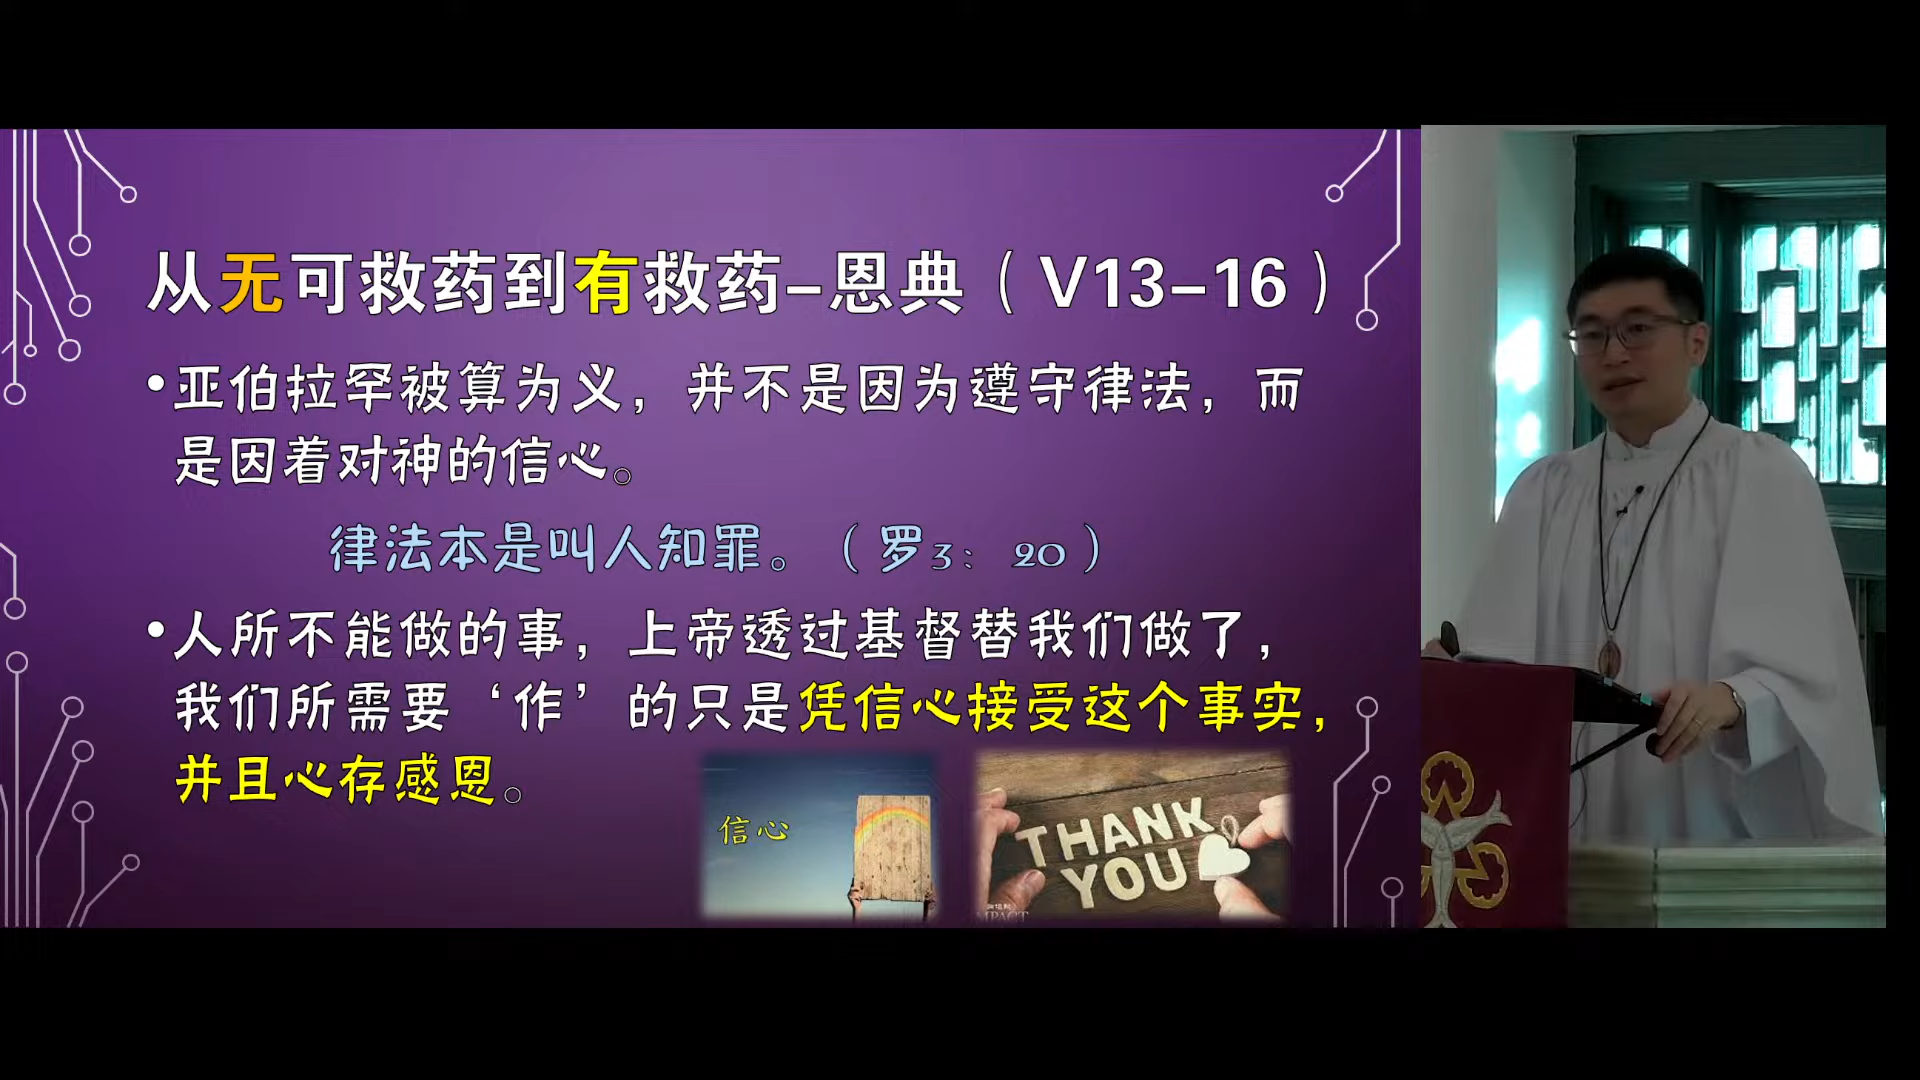 从无可救药到有救药-恩典（V13-16）
•亚伯拉罕被算为义，并不是因为遵守律法，而
是因着对神的信心。
律法本是叫人知罪。（罗3：20）
•人所不能做的事，上帝透过基督替我们做了，
我们所需要‘作’的只是凭信心接受这个事实，
并且心存感恩。
信心
THANK
YOU